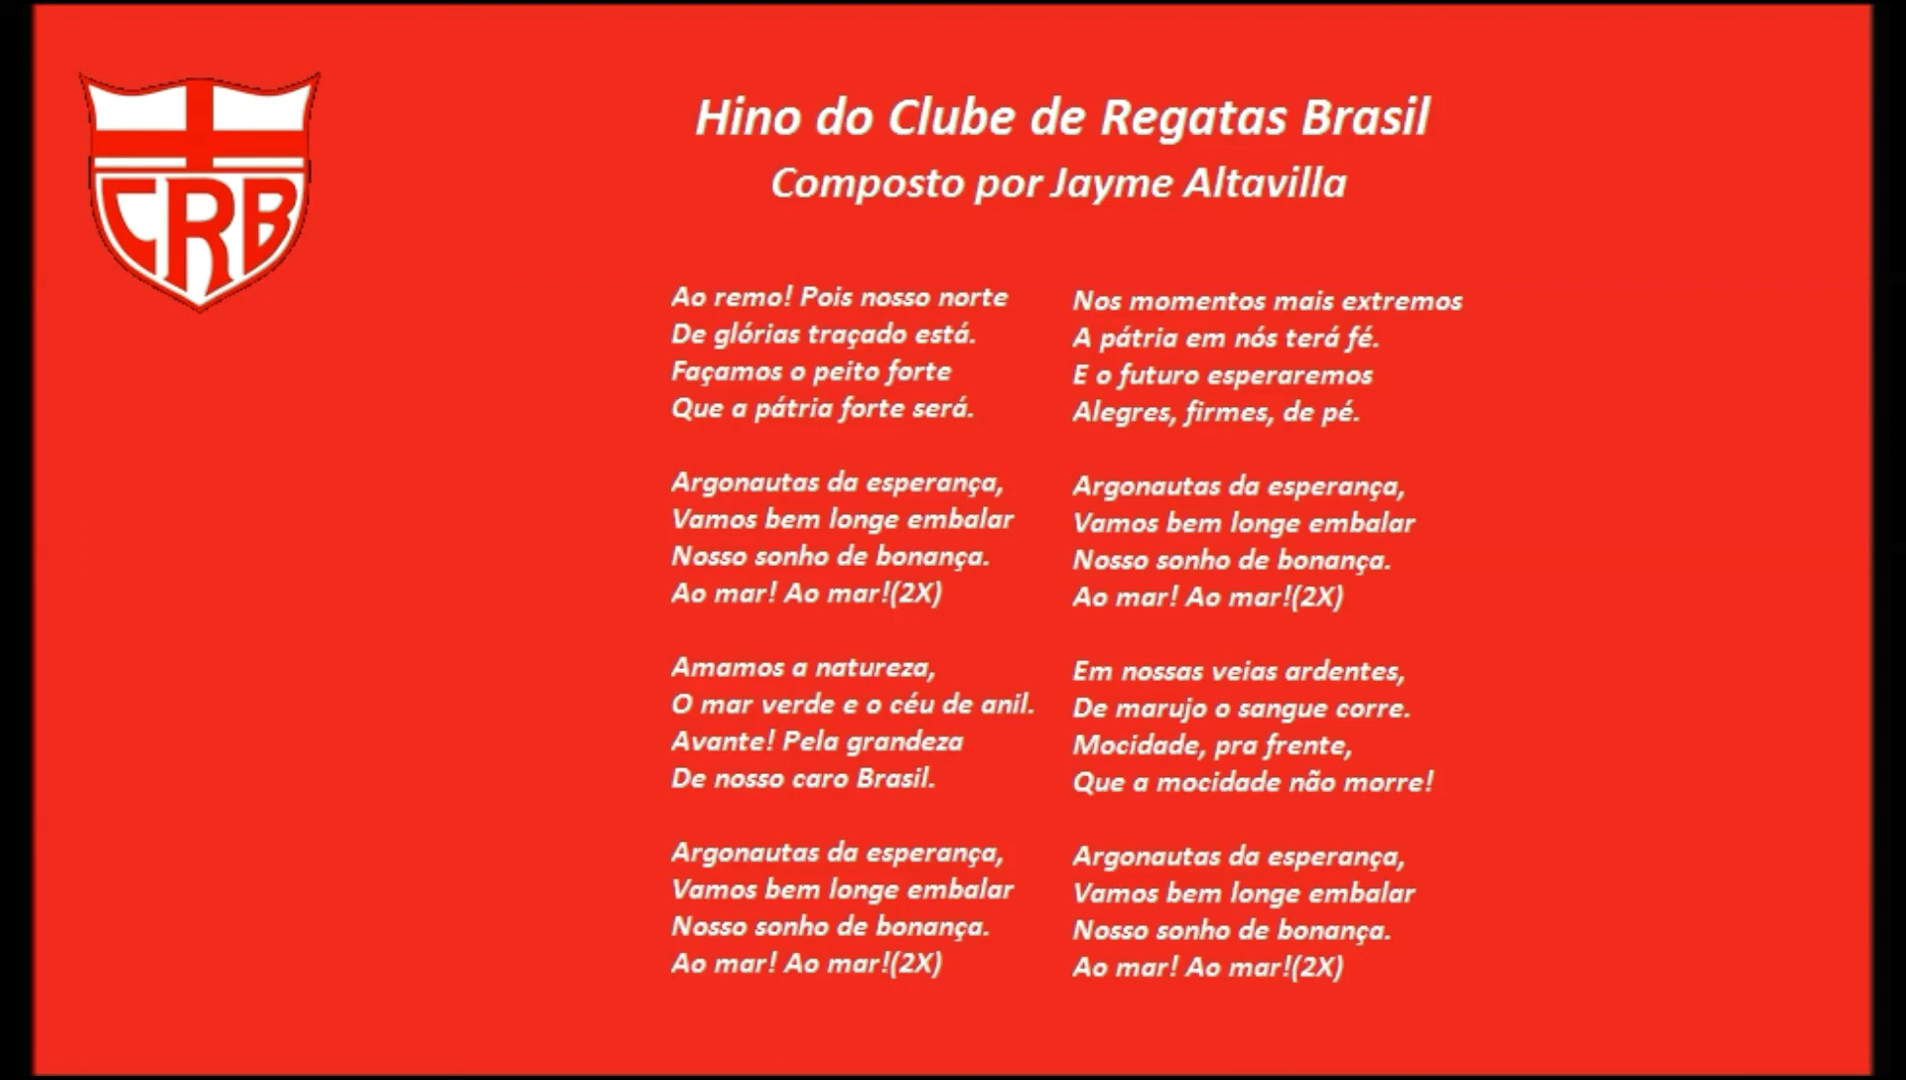 CRB
Hino do Clube de Regatas Brasil
Composto por Jayme Altavilla
Ao remo! Pois nosso norte
De glórias traçado está.
Façamos o peito forte
Que a pátria forte será.
Argonautas da esperança,
Vamos bem longe embalar
Nosso sonho de bonança.
Ao mar! Ao mar!(2X)
Amamos a natureza,
O mar verde e o céu de anil.
Avante! Pela grandeza
De nosso caro Brasil.
Argonautas da esperança,
Vamos bem longe embalar
Nosso sonho de bonança.
Ao mar! Ao mar!(2X)
Nos momentos mais extremos
A pátria em nós terá fé.
E o futuro esperaremos
Alegres, firmes, de pé.
Argonautas da esperança,
Vamos bem longe embalar
Nosso sonho de bonança.
Ao mar! Ao mar!(2X)
Em nossas veias ardentes,
De marujo o sangue corre.
Mocidade, pra frente,
Que a mocidade não morre!
Argonautas da esperança,
Vamos bem longe embalar
Nosso sonho de bonança.
Ao mar! Ao mar!(2X)